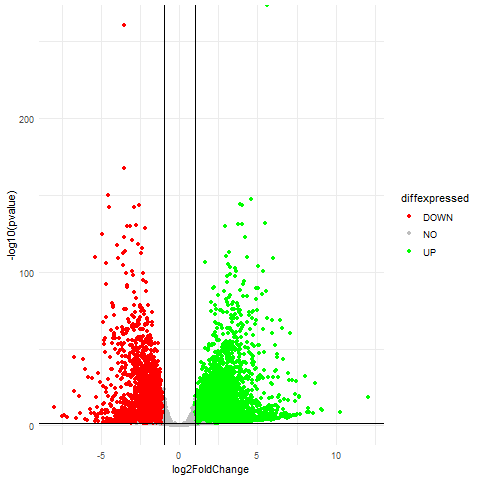 200
100
0
-log10(pvalue)
-5
0
5
10
log2FoldChange
diffexpressed
DOWN
NO
UP